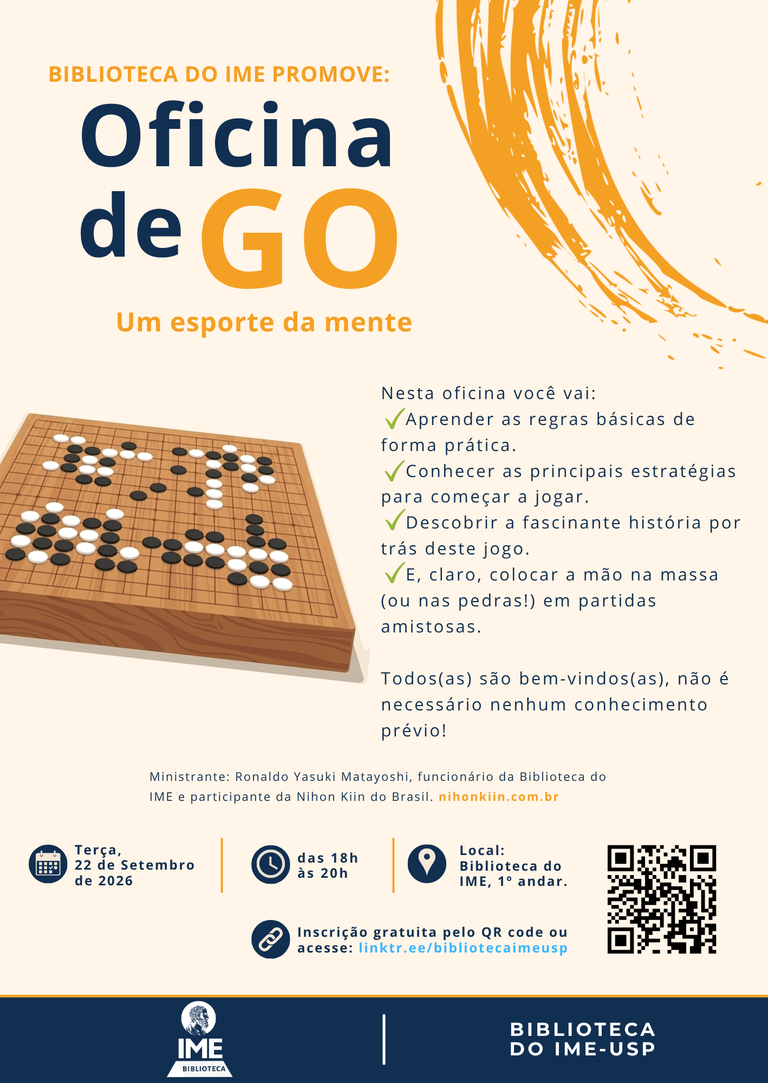 BIBLIOTECA DO IME PROMOVE:
Oficina
de GO
Um esporte da mente
Nesta oficina você vai:
Aprender as regras básicas de
forma prática.
Conhecer as principais estratégias
para começar a jogar.
Descobrir a fascinante história por
trás deste jogo.
E, claro, colocar a mão na massa
(ou nas pedras!) em partidas
amistosas.
Todos(as) são bem-vindos(as), não é
necessário nenhum conhecimento
prévio!
Ministrante: Ronaldo Yasuki Matayoshi, funcionário da Biblioteca do
IME e participante da Nihon Kiin do Brasil. nihonkiin.com.br
Terça,
22 de Setembro
de 2026
das 18h
às 20h
Local:
Biblioteca do
IME, 1º andar.
Inscrição gratuita pelo QR code ou
acesse: linktr.ee/bibliotecaimeusp
IME
BIBLIOTECA
BIBLIOTECA
DO IME-USP